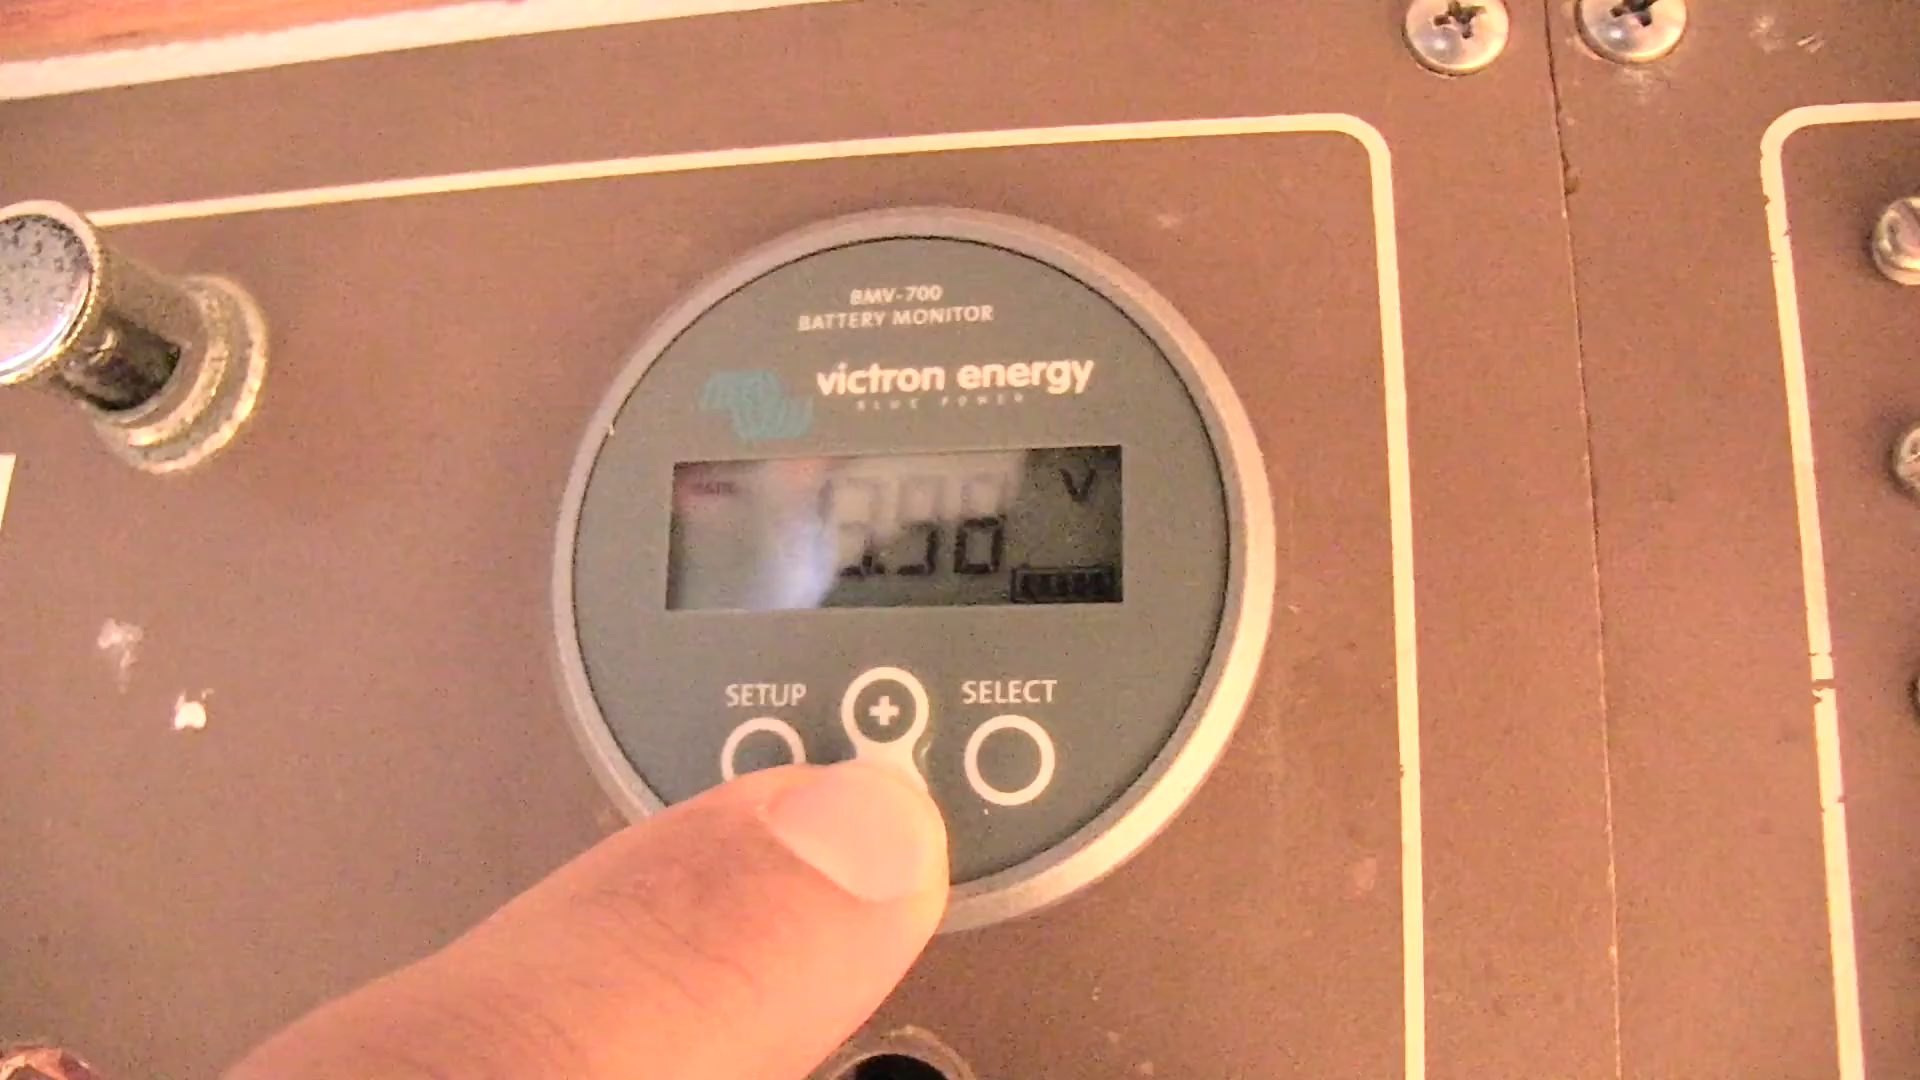 BMV-700
BATTERY MONITOR
victron energy
BLUE POWER
V
SETUP
+
SELECT